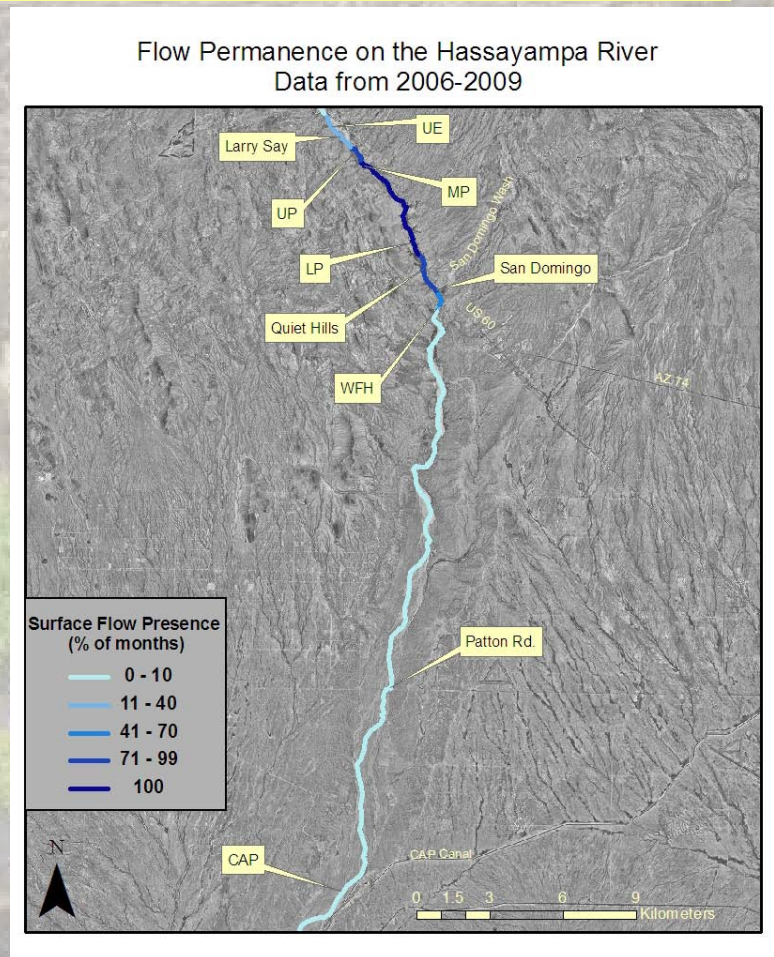 Flow Permanence on the Hassayampa River
Data from 2006-2009
UE
Larry Say
MP
UP
San Domingo Wash
LP
San Domingo
Quiet Hills
US 60
WFH
AZ 74
Surface Flow Presence
(% of months)
0 - 10
11 - 40
41 - 70
71 - 99
100
Patton Rd.
N
CAP
CAP Canal
0 1.5 3 6 9
Kilometers